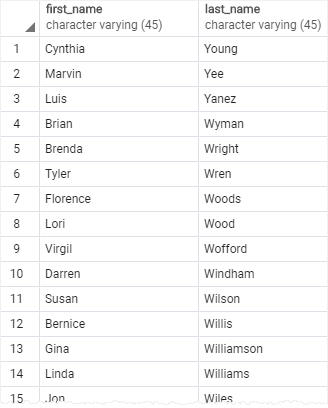 first_name last_name
character varying (45) character varying (45)
1 Cynthia Young
2 Marvin Yee
3 Luis Yanez
4 Brian Wyman
5 Brenda Wright
6 Tyler Wren
7 Florence Woods
8 Lori Wood
9 Virgil Wofford
10 Darren Windham
11 Susan Wilson
12 Bernice Willis
13 Gina Williamson
14 Linda Williams
15 Jon Wiles